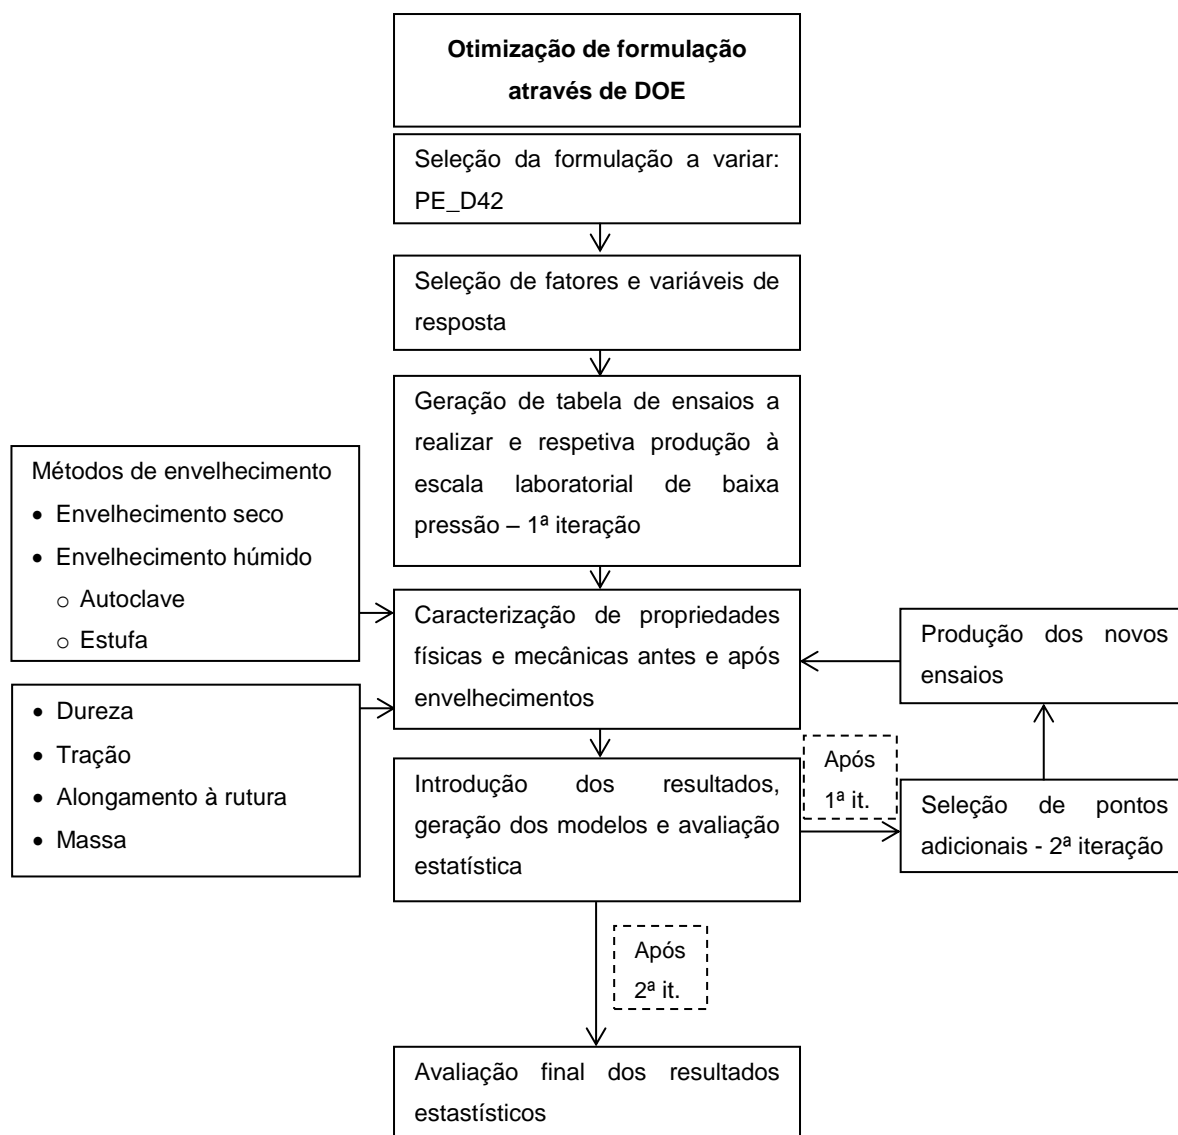 Otimização de formulação
através de DOE
Seleção da formulação a variar:
PE_D42
Seleção de fatores e variáveis de
resposta
Geração de tabela de ensaios a
realizar e respetiva produção à
escala laboratorial de baixa
pressão – 1ª iteração
Métodos de envelhecimento
• Envelhecimento seco
• Envelhecimento húmido
o Autoclave
o Estufa
Caracterização de propriedades
físicas e mecânicas antes e após
envelhecimentos
Produção dos novos
ensaios
• Dureza
• Tração
• Alongamento à rutura
• Massa
Introdução dos resultados,
geração dos modelos e avaliação
estatística
Após
1ª it.
Seleção de pontos
adicionais - 2ª iteração
Após
2ª it.
Avaliação final dos resultados
estastísticos